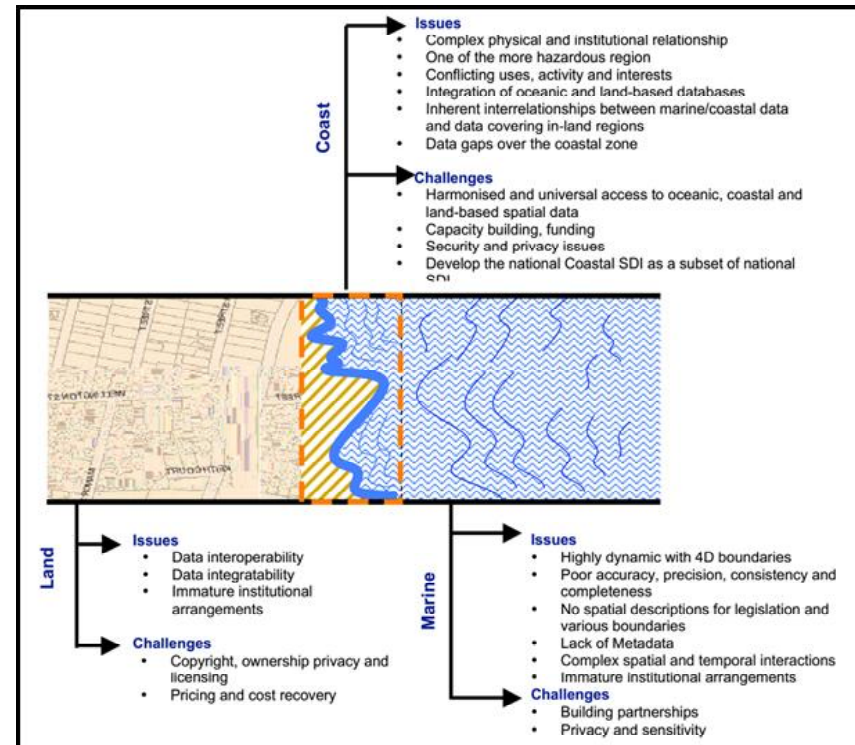 Issues
• Complex physical and institutional relationship
• One of the more hazardous region
• Conflicting uses, activity and interests
• Integration of oceanic and land-based databases
• Inherent interrelationships between marine/coastal data
and data covering in-land regions
• Data gaps over the coastal zone
Coast
Challenges
• Harmonised and universal access to oceanic, coastal and
land-based spatial data
• Capacity building, funding
• Security and privacy issues
• Develop the national Coastal SDI as a subset of national
SDI
STREET
STREET
WELLINGTON ST
KEITH COURT
Land
Issues
• Data interoperability
• Data integratability
• Immature institutional
arrangements
Challenges
• Copyright, ownership privacy and
licensing
• Pricing and cost recovery
Marine
Issues
• Highly dynamic with 4D boundaries
• Poor accuracy, precision, consistency and
completeness
• No spatial descriptions for legislation and
various boundaries
• Lack of Metadata
• Complex spatial and temporal interactions
• Immature institutional arrangements
Challenges
• Building partnerships
• Privacy and sensitivity